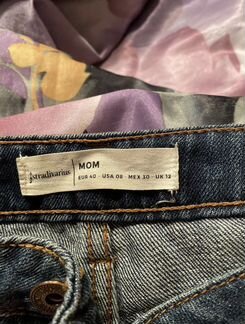 stradivarius
MOM
EUR 40 · USA 08 · MEX 30 · UK 12